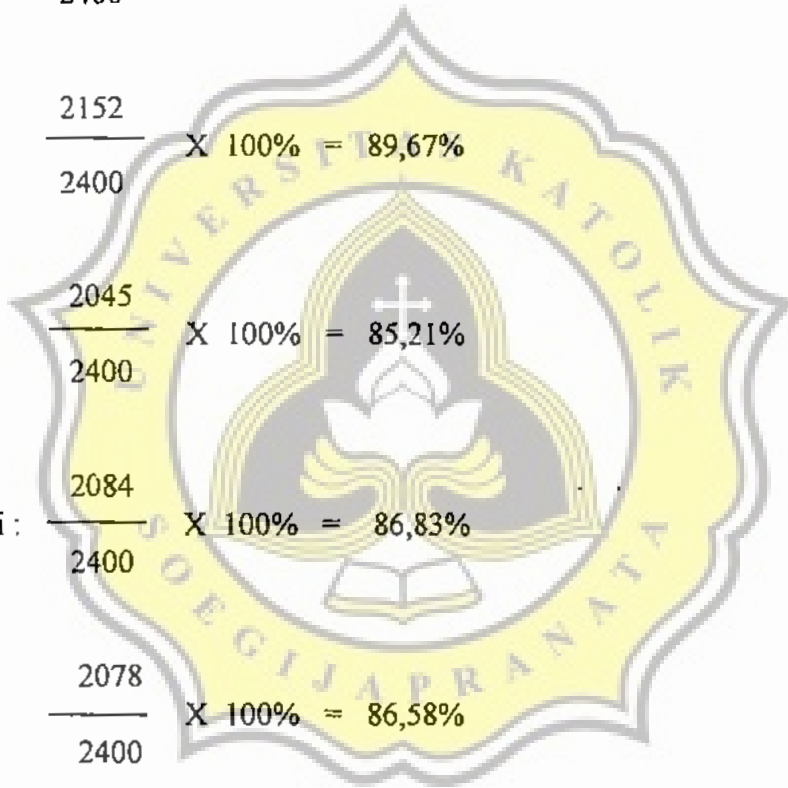 2400
2152
X 100% = 89,67%
2400
2045
X 100% = 85,21%
2400
i :
2084
X 100% = 86,83%
2400
2078
X 100% = 86,58%
2400
UNIVERSITAS KATOLIK
SOEGIJAPRANATA